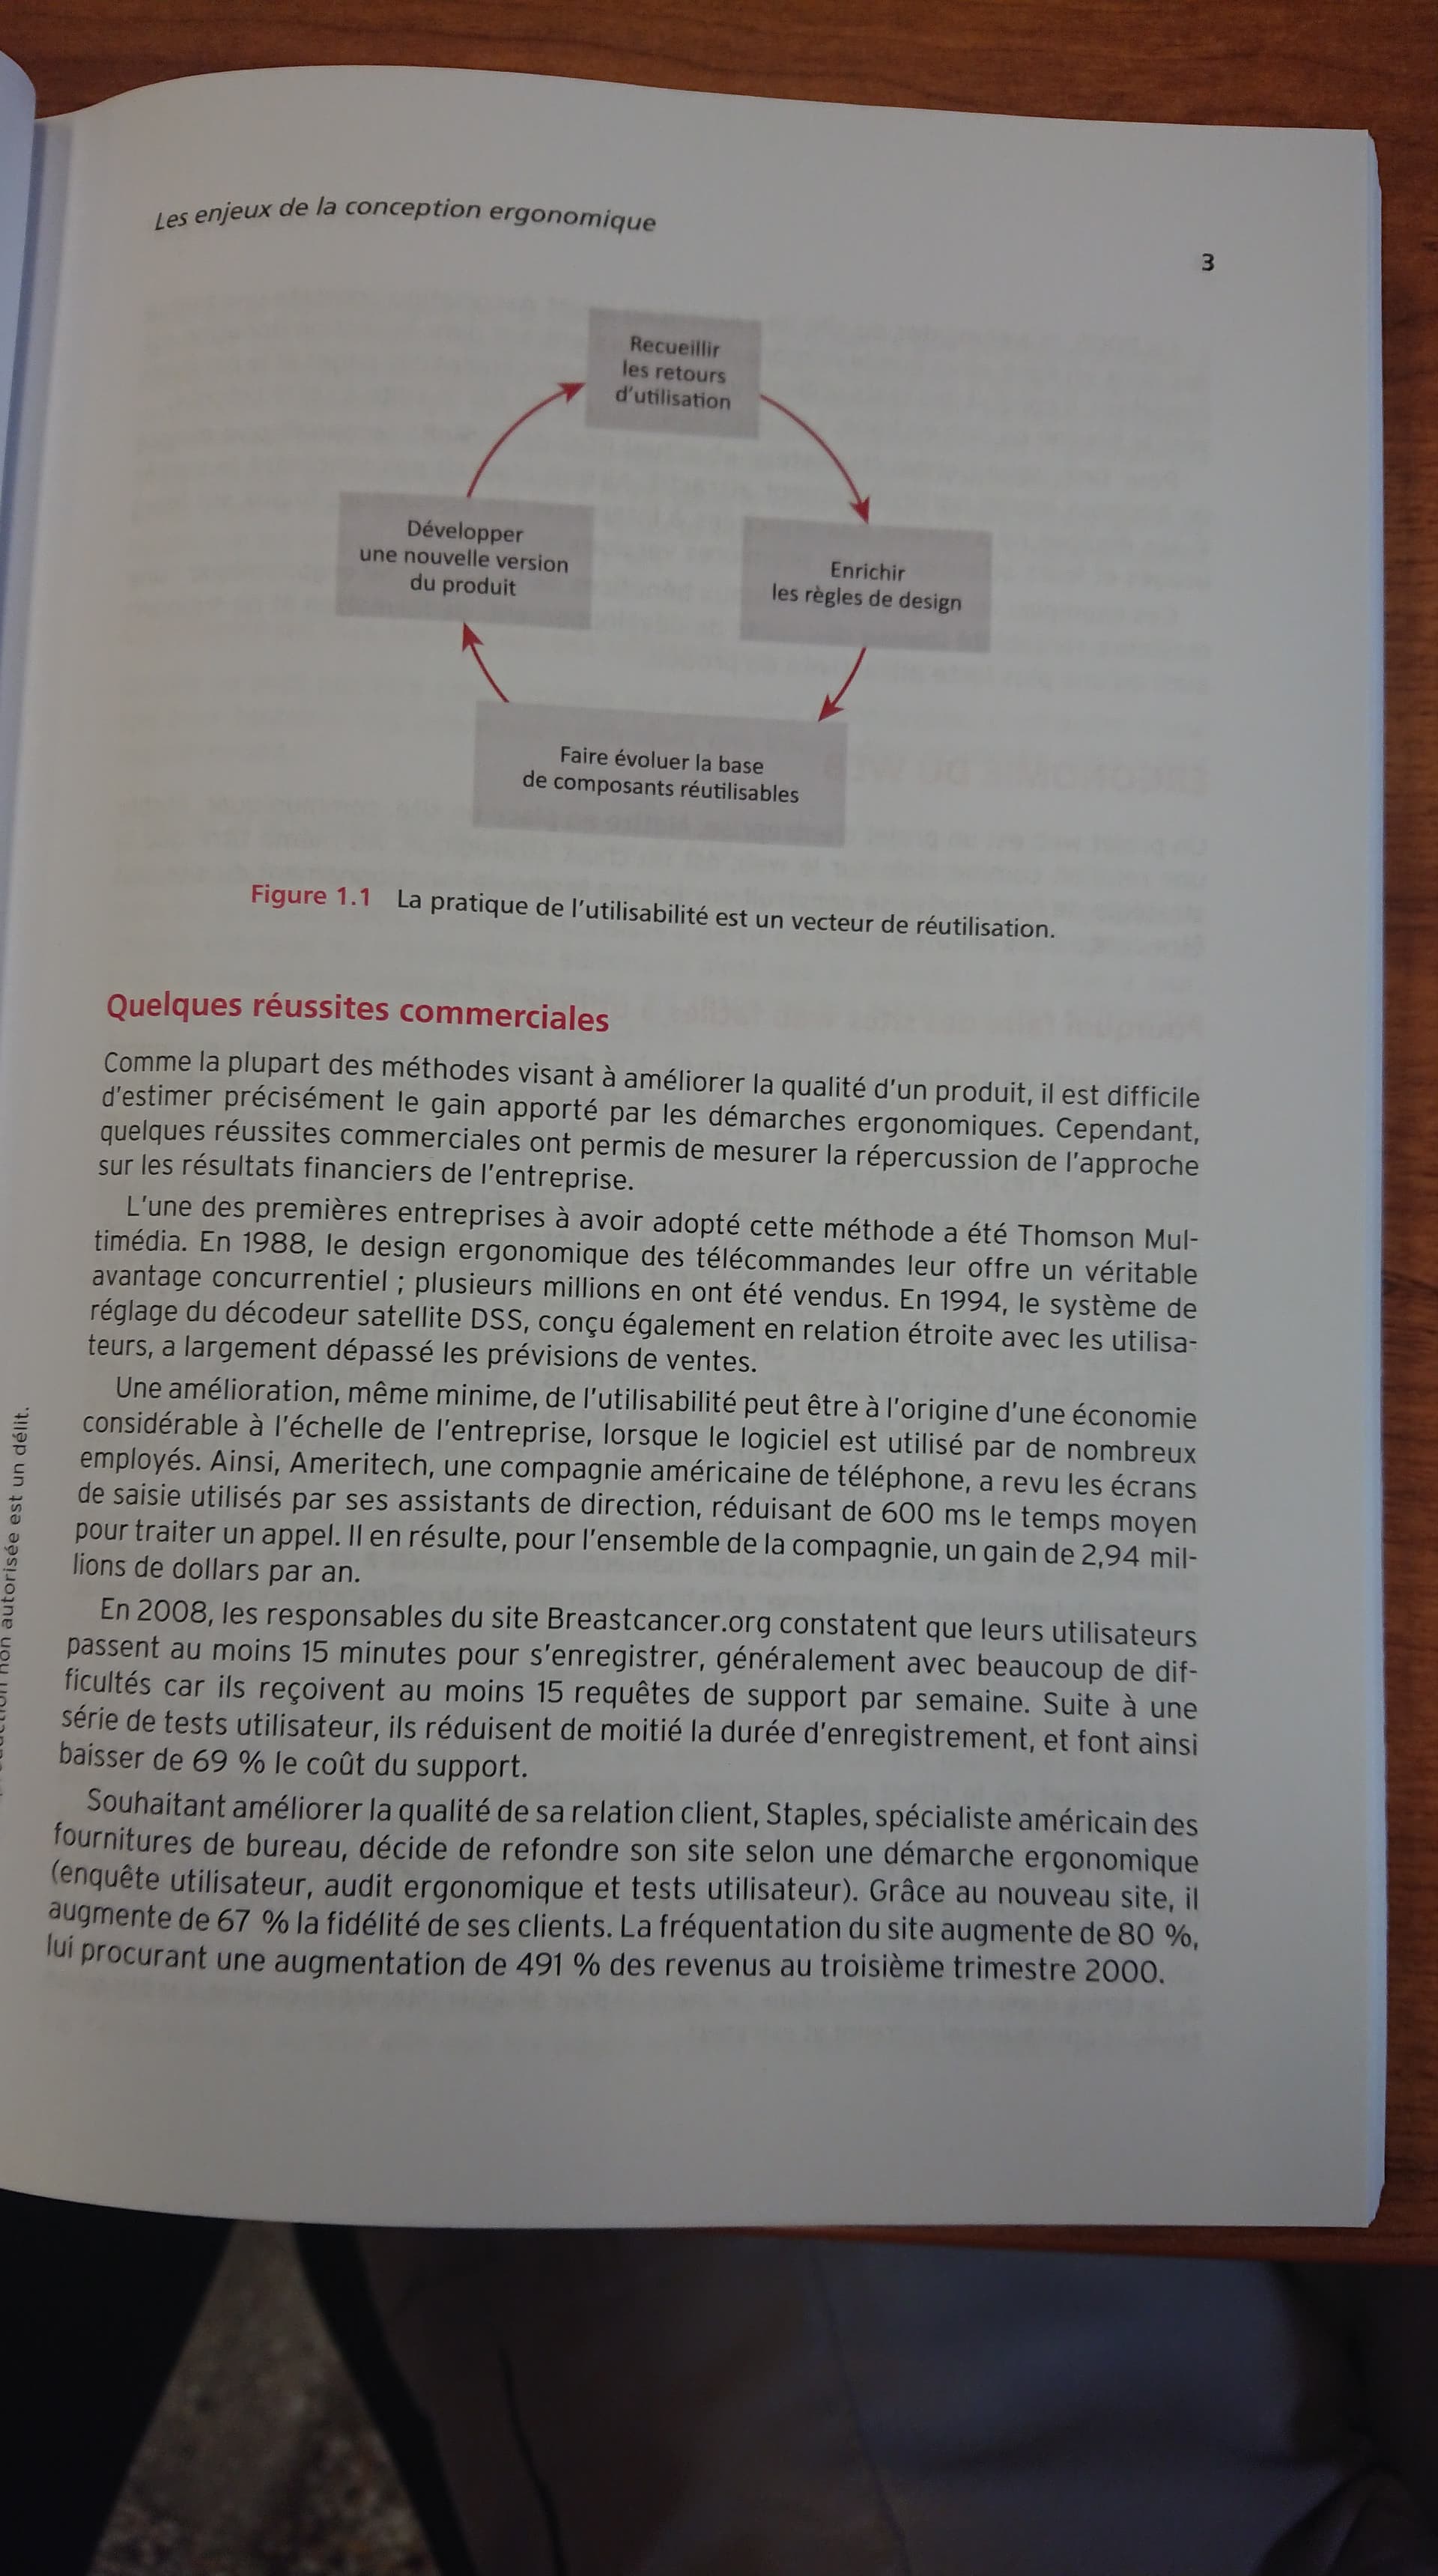 Les enjeux de la conception ergonomique
3
Recueillir
les retours
d'utilisation
Développer
une nouvelle version
du produit
Enrichir
les règles de design
Faire évoluer la base
de composants réutilisables
Figure 1.1 La pratique de l'utilisabilité est un vecteur de réutilisation.
Quelques réussites commerciales
Comme la plupart des méthodes visant à améliorer la qualité d'un produit, il est difficile
d'estimer précisément le gain apporté par les démarches ergonomiques. Cependant,
quelques réussites commerciales ont permis de mesurer la répercussion de l'approche
sur les résultats financiers de l'entreprise.
L'une des premières entreprises à avoir adopté cette méthode a été Thomson Mul-
timédia. En 1988, le design ergonomique des télécommandes leur offre un véritable
avantage concurrentiel ; plusieurs millions en ont été vendus. En 1994, le système de
réglage du décodeur satellite DSS, conçu également en relation étroite avec les utilisa-
teurs, a largement dépassé les prévisions de ventes.
Une amélioration, même minime, de l'utilisabilité peut être à l'origine d'une économie
considérable à l'échelle de l'entreprise, lorsque le logiciel est utilisé par de nombreux
employés. Ainsi, Ameritech, une compagnie américaine de téléphone, a revu les écrans
de saisie utilisés par ses assistants de direction, réduisant de 600 ms le temps moyen
pour traiter un appel. Il en résulte, pour l'ensemble de la compagnie, un gain de 2,94 mil-
lions de dollars par an.
En 2008, les responsables du site Breastcancer.org constatent que leurs utilisateurs
passent au moins 15 minutes pour s'enregistrer, généralement avec beaucoup de dif-
ficultés car ils reçoivent au moins 15 requêtes de support par semaine. Suite à une
série de tests utilisateur, ils réduisent de moitié la durée d'enregistrement, et font ainsi
baisser de 69 % le coût du support.
Souhaitant améliorer la qualité de sa relation client, Staples, spécialiste américain des
fournitures de bureau, décide de refondre son site selon une démarche ergonomique
(enquête utilisateur, audit ergonomique et tests utilisateur). Grâce au nouveau site, il
augmente de 67 % la fidélité de ses clients. La fréquentation du site augmente de 80 %,
lui procurant une augmentation de 491 % des revenus au troisième trimestre 2000.
non autorisée est un délit.